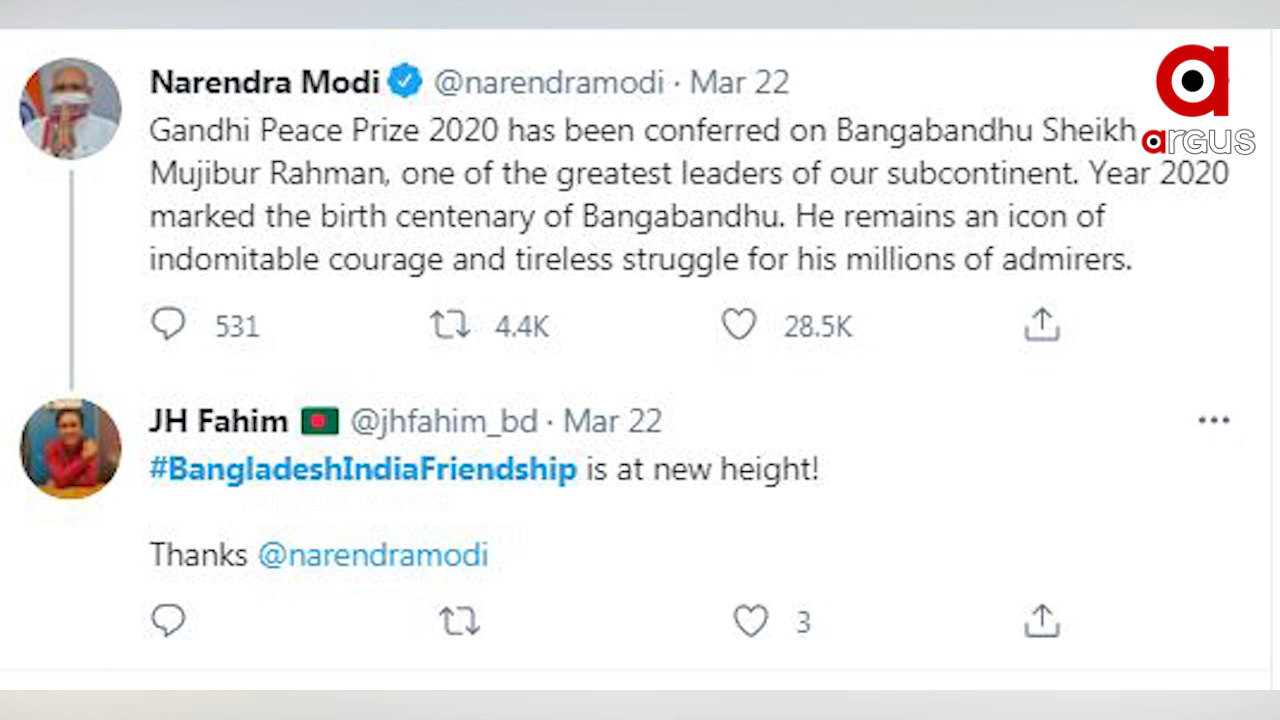 Narendra Modi @narendramodi · Mar 22
Gandhi Peace Prize 2020 has been conferred on Bangabandhu Sheikh
Mujibur Rahman, one of the greatest leaders of our subcontinent. Year 2020
marked the birth centenary of Bangabandhu. He remains an icon of
indomitable courage and tireless struggle for his millions of admirers.
531 4.4K 28.5K
argus
JH Fahim @jhfahim_bd · Mar 22
#BangladeshIndiaFriendship is at new height!
Argus News
Thanks @narendramodi
3